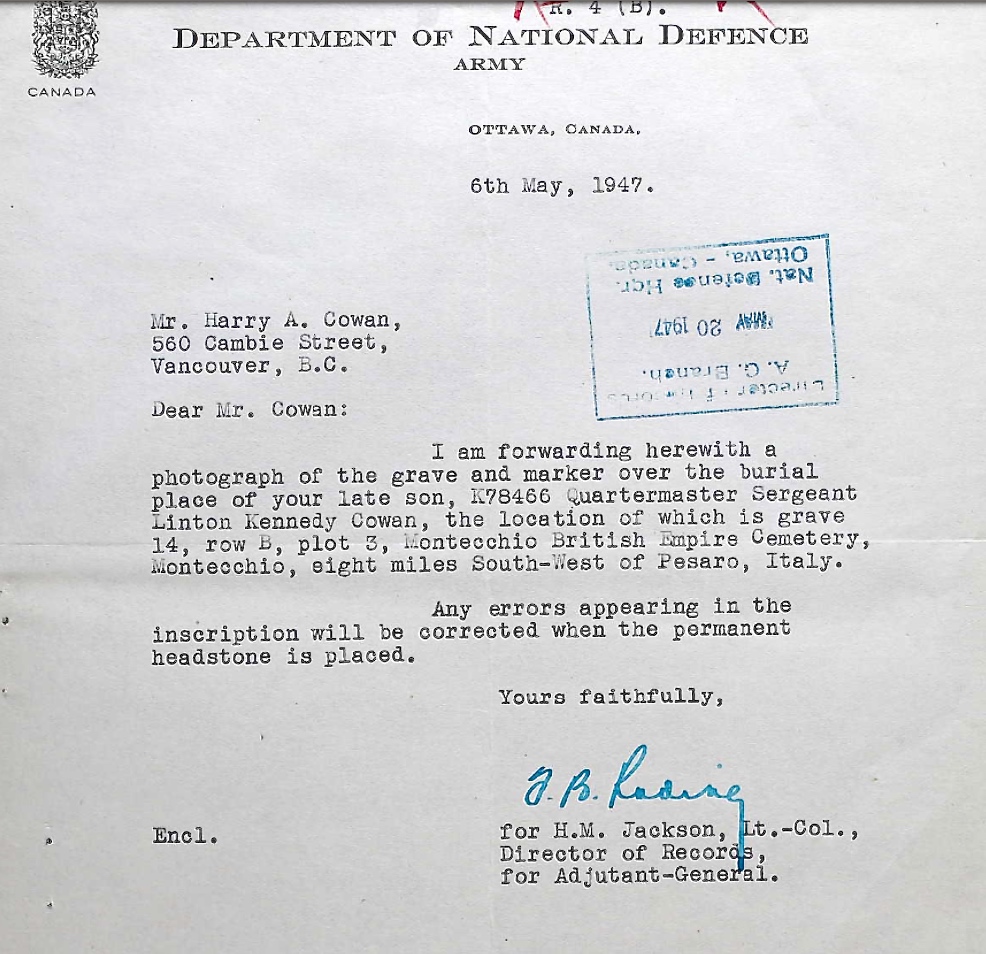 R. 4 (B).
DEPARTMENT OF NATIONAL DEFENCE
ARMY
CANADA
OTTAWA, CANADA.
6th May, 1947.
Director of Records
A. G. Branch.
MAY 20 1947
Nat. Defense Hqr.
Ottawa, - Canada.
Mr. Harry A. Cowan,
560 Cambie Street,
Vancouver, B.C.
Dear Mr. Cowan:
I am forwarding herewith a
photograph of the grave and marker over the burial
place of your late son, K78466 Quartermaster Sergeant
Linton Kennedy Cowan, the location of which is grave
14, row B, plot 3, Montecchio British Empire Cemetery,
Montecchio, eight miles South-West of Pesaro, Italy.
Any errors appearing in the
inscription will be corrected when the permanent
headstone is placed.
Yours faithfully,
Encl.
for H.M. Jackson, Lt.-Col.,
Director of Records,
for Adjutant-General.